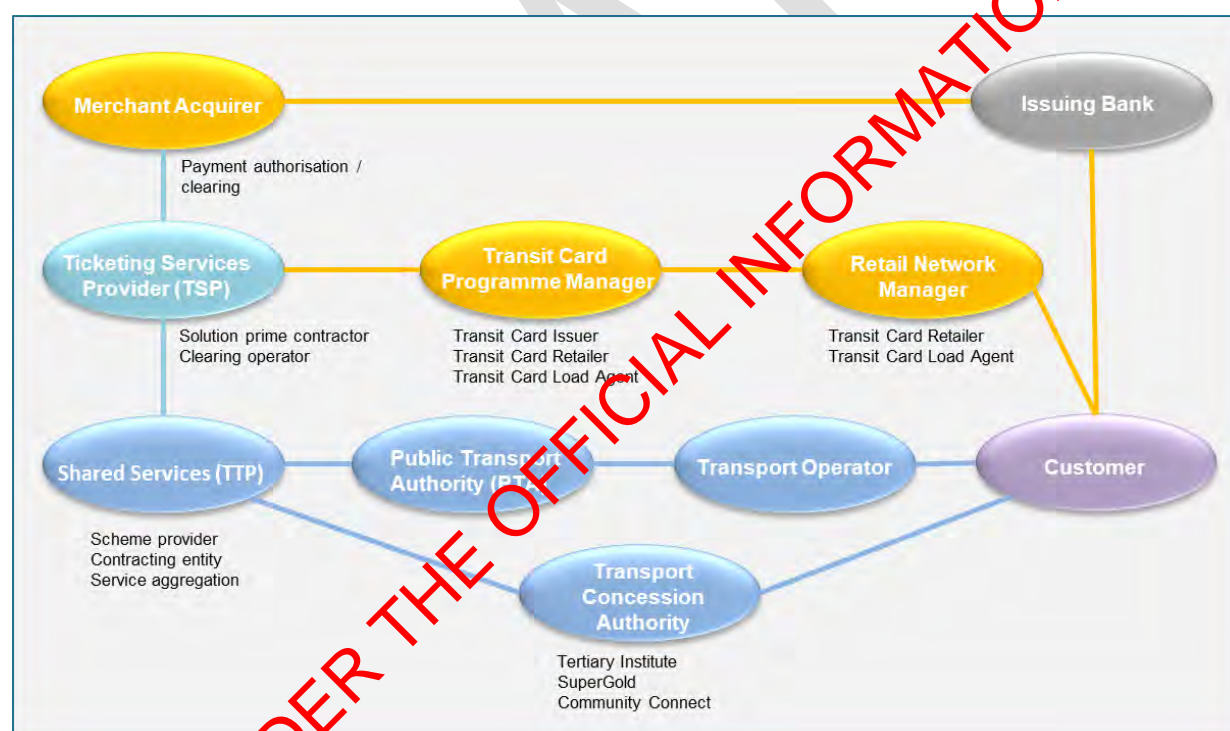 Merchant Acquirer
Issuing Bank
Payment authorisation /
clearing
Ticketing Services
Provider (TSP)
Transit Card
Programme Manager
Retail Network
Manager
Solution prime contractor
Clearing operator
Transit Card Issuer
Transit Card Retailer
Transit Card Load Agent
Transit Card Retailer
Transit Card Load Agent
Shared Services (TTP)
Public Transport
Authority (PTA)
Transport Operator
Customer
Scheme provider
Contracting entity
Service aggregation
Transport
Concession
Authority
Tertiary Institute
SuperGold
Community Connect
DER THE OFFICIAL INFORMATIO